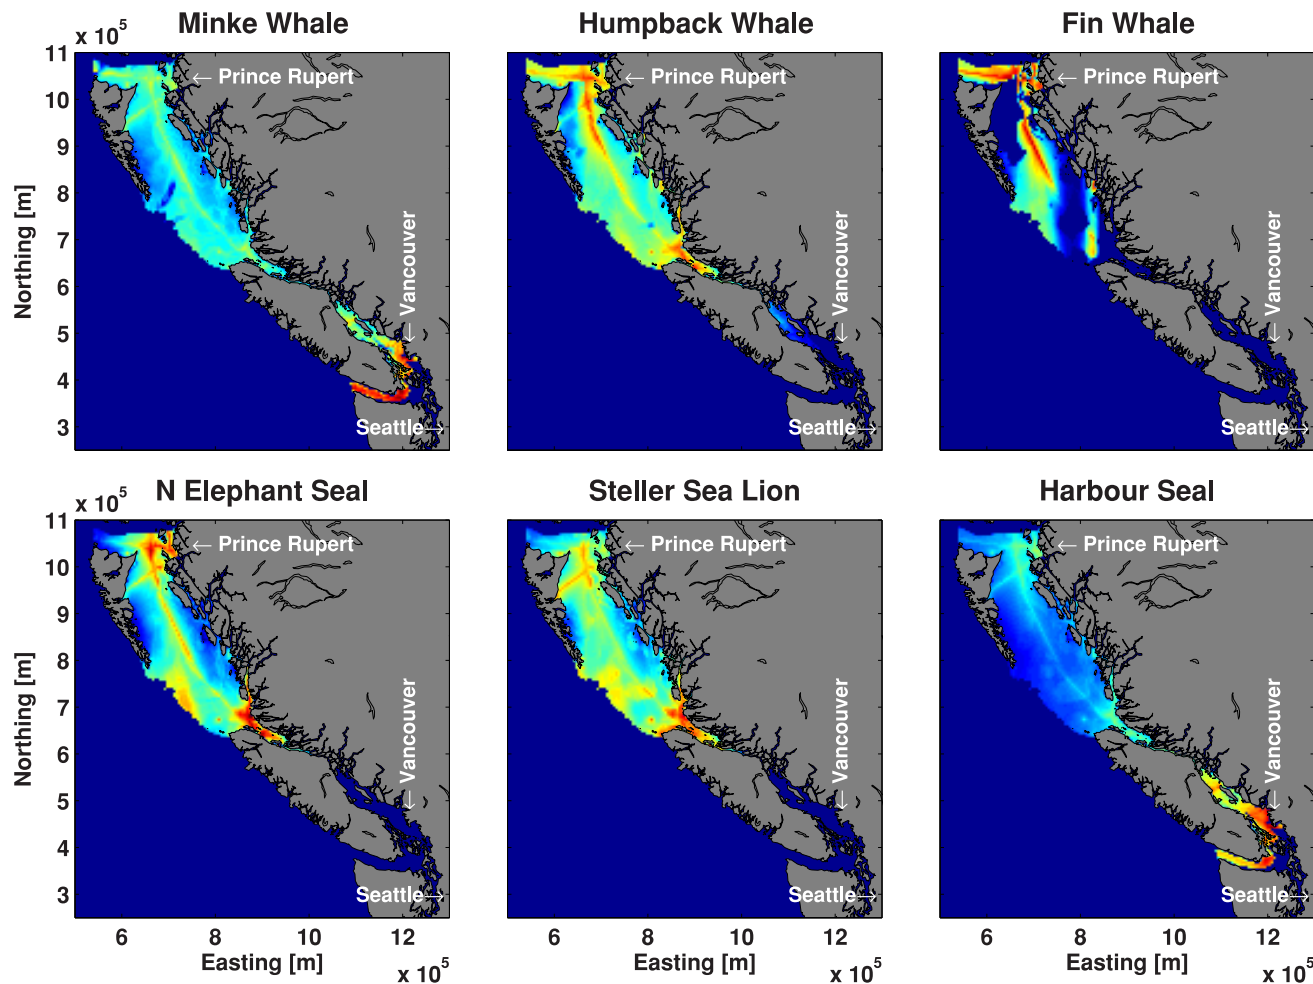 Minke Whale
Humpback Whale
Fin Whale
x 10^5
11
10
9
8
7
6
5
4
3
Northing [m]
← Prince Rupert
← Vancouver
Seattle→
← Prince Rupert
← Vancouver
Seattle→
← Prince Rupert
← Vancouver
Seattle→
N Elephant Seal
Steller Sea Lion
Harbour Seal
x 10^5
11
10
9
8
7
6
5
4
3
Northing [m]
← Prince Rupert
← Vancouver
Seattle→
← Prince Rupert
← Vancouver
Seattle→
← Prince Rupert
← Vancouver
Seattle→
6 8 10 12
Easting [m]
x 10^5
6 8 10 12
Easting [m]
x 10^5
6 8 10 12
Easting [m]
x 10^5